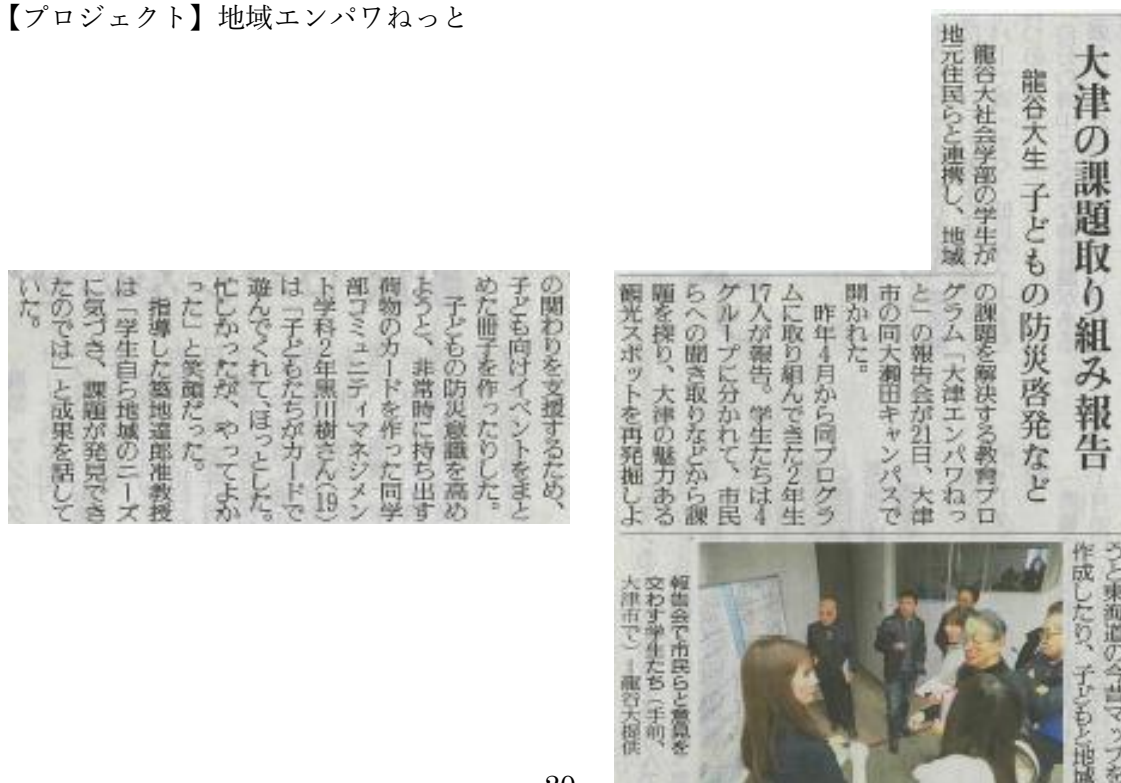 【プロジェクト】地域エンパワねっと
大津の課題取り組み報告
龍谷大生 子どもの防災啓発など
龍谷大社会学部の学生が
地元住民らと連携し、地域
の課題を解決する教育プロ
グラム「大津エンパワねっ
と」の報告会が21日、大津
市の同大瀬田キャンパスで
開かれた。
昨年4月から同プログラ
ムに取り組んできた2年生
17人が報告。学生たちは4
グループに分かれて、市民
らへの聞き取りなどから課
題を探り、大津の魅力ある
観光スポットを再発掘しよ
うと東海道の今昔マップを
作成したり、子どもと地域
の関わりを支援するため、
子ども向けイベントをまと
めた冊子を作ったりした。
子どもの防災意識を高め
ようと、非常時に持ち出す
荷物のカードを作った同学
部コミュニティマネジメン
ト学科2年黒川樹さん(19)
は「子どもたちがカードで
遊んでくれて、ほっとした。
忙しかったが、やってよか
った」と笑顔だった。
指導した築地達郎准教授
は「学生自ら地域のニーズ
に気づき、課題が発見でき
たのでは」と成果を話して
いた。
報告会で市民らと意見を
交わす学生たち(手前、
大津市で)=龍谷大提供